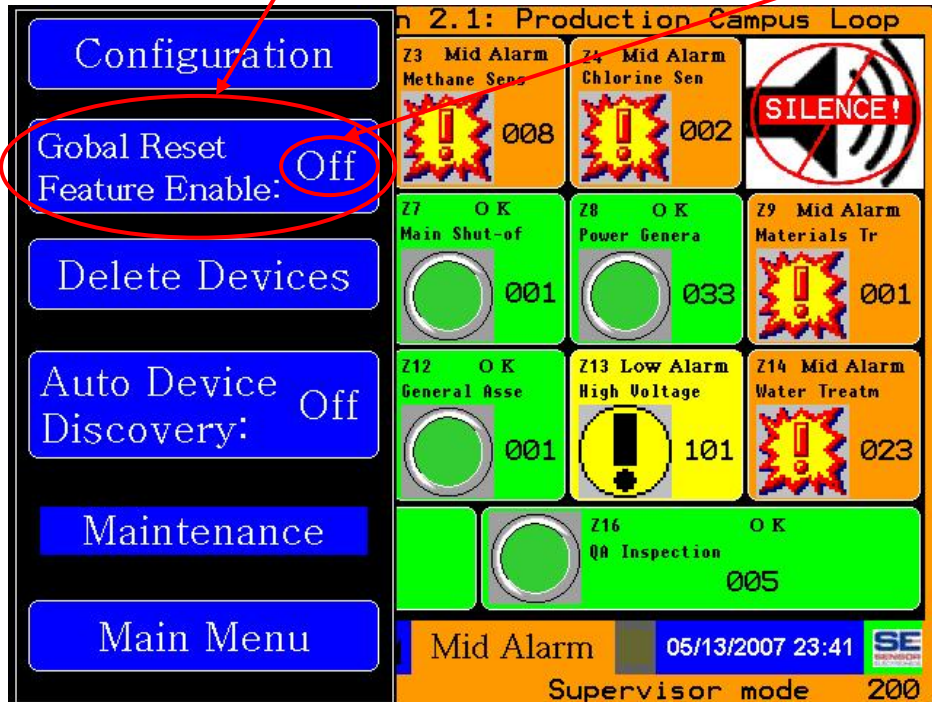 Configuration
Gobal Reset
Feature Enable: Off
Delete Devices
Auto Device
Discovery: Off
Maintenance
Main Menu
n 2.1: Production Campus Loop
Z3 Mid Alarm
Methane Sens
008
Z4 Mid Alarm
Chlorine Sen
002
SILENCE!
Z7 OK
Main Shut-of
001
Z8 OK
Power Genera
033
Z9 Mid Alarm
Materials Tr
001
Z12 OK
General Asse
001
Z13 Low Alarm
High Voltage
101
Z14 Mid Alarm
Water Treatm
023
Z16 OK
QA Inspection
005
Mid Alarm
05/13/2007 23:41
SE
SENSOR
Supervisor mode 200